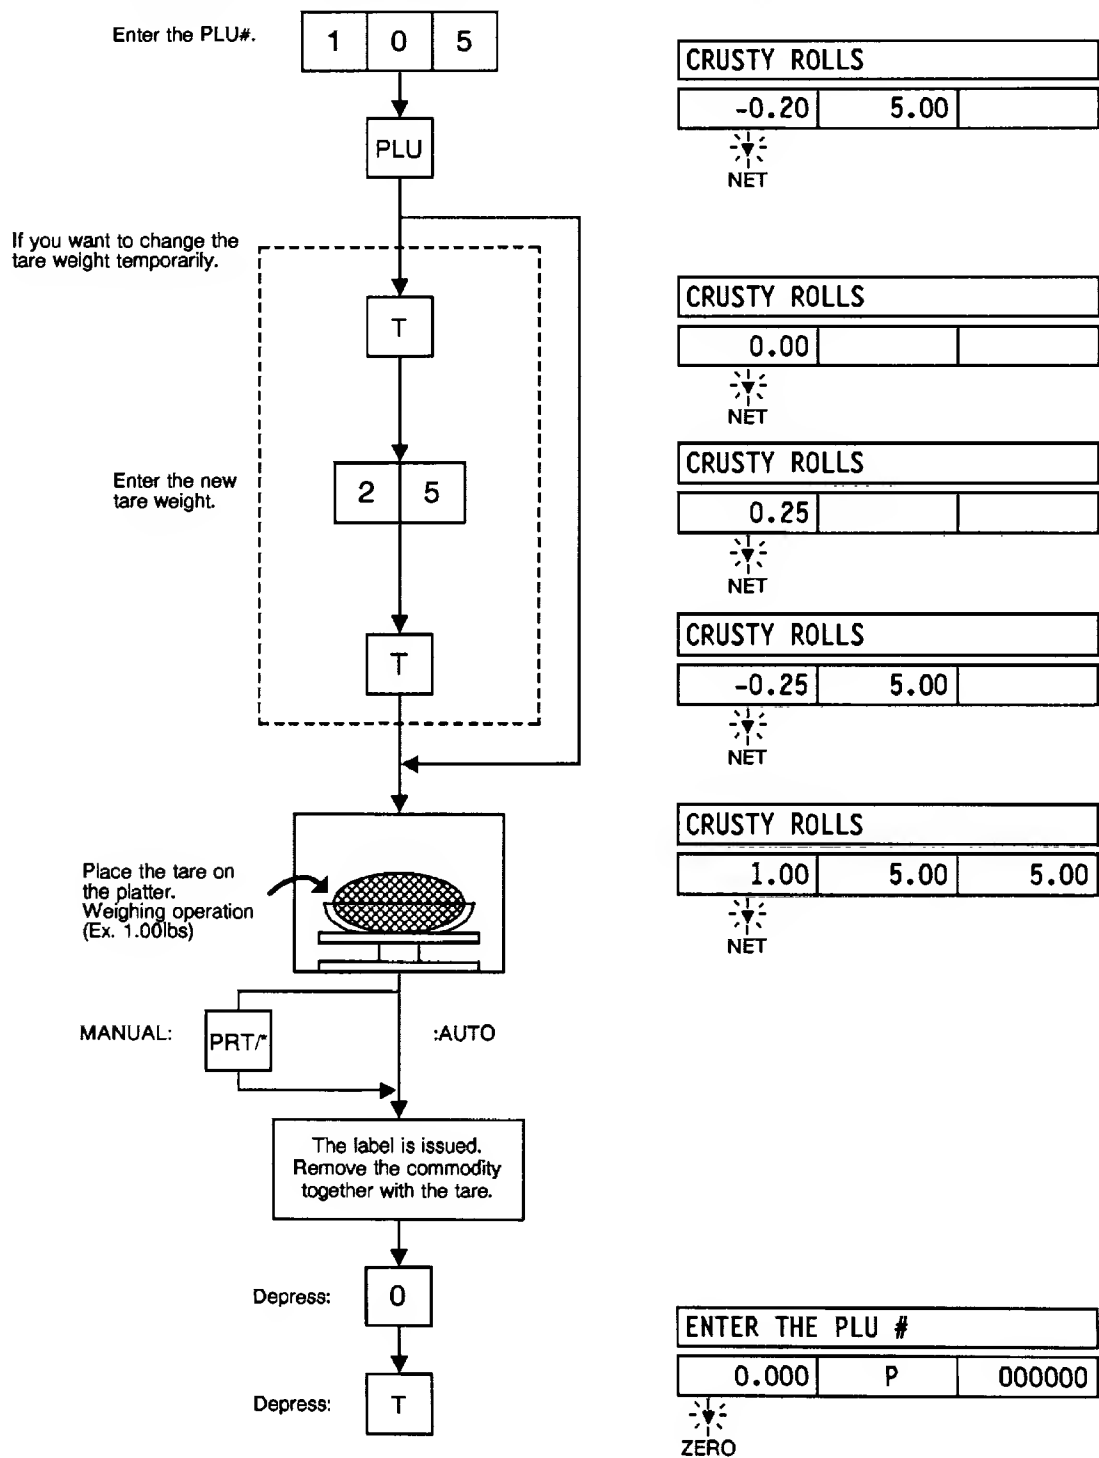 Enter the PLU#.
1 0 5
CRUSTY ROLLS
-0.20 5.00
NET
PLU
If you want to change the
tare weight temporarily.
T
CRUSTY ROLLS
0.00
NET
Enter the new
tare weight.
2 5
CRUSTY ROLLS
0.25
NET
T
CRUSTY ROLLS
-0.25 5.00
NET
Place the tare on
the platter.
Weighing operation
(Ex. 1.00lbs)
CRUSTY ROLLS
1.00 5.00 5.00
NET
MANUAL:
PRT/*
:AUTO
The label is issued.
Remove the commodity
together with the tare.
Depress:
0
Depress:
T
ENTER THE PLU #
0.000 P 000000
ZERO